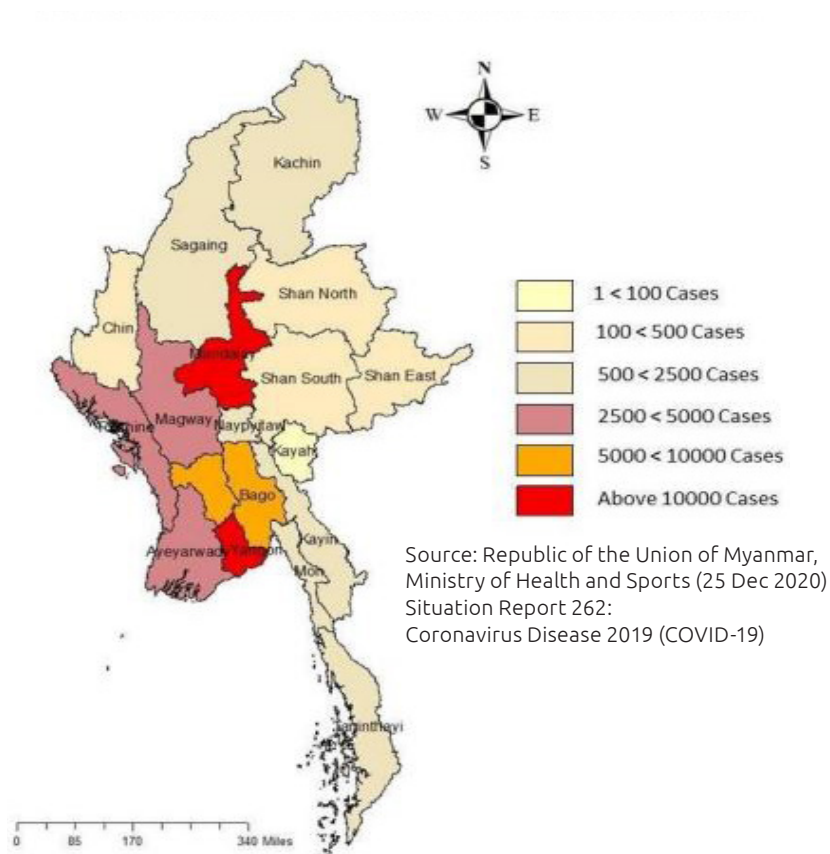 N
W
E
S
Kachin
Sagaing
Shan North
Chin
Mandalay
Shan South
Shan East
Magway
Naypyitaw
Kayah
Bago
Ayeyarwady
Yangon
Kayin
Mon
1 < 100 Cases
100 < 500 Cases
500 < 2500 Cases
2500 < 5000 Cases
5000 < 10000 Cases
Above 10000 Cases
Source: Republic of the Union of Myanmar,
Ministry of Health and Sports (25 Dec 2020)
Situation Report 262:
Coronavirus Disease 2019 (COVID-19)
0 85 170 340 Miles